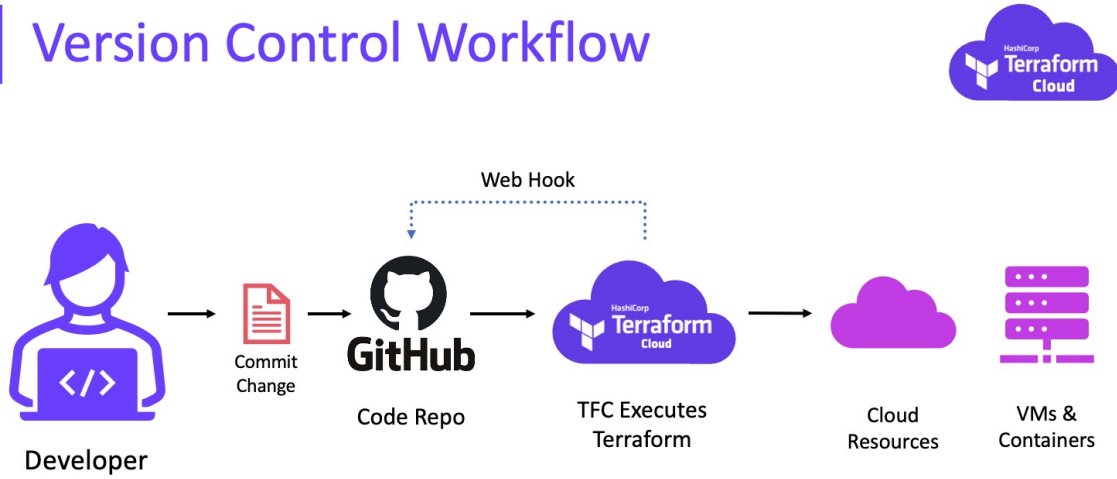 Version Control Workflow
HashiCorp
Terraform
Cloud
Web Hook
</>
Commit
Change
GitHub
HashiCorp
Terraform
Cloud
Developer
Code Repo
TFC Executes
Terraform
Cloud
Resources
VMs &
Containers